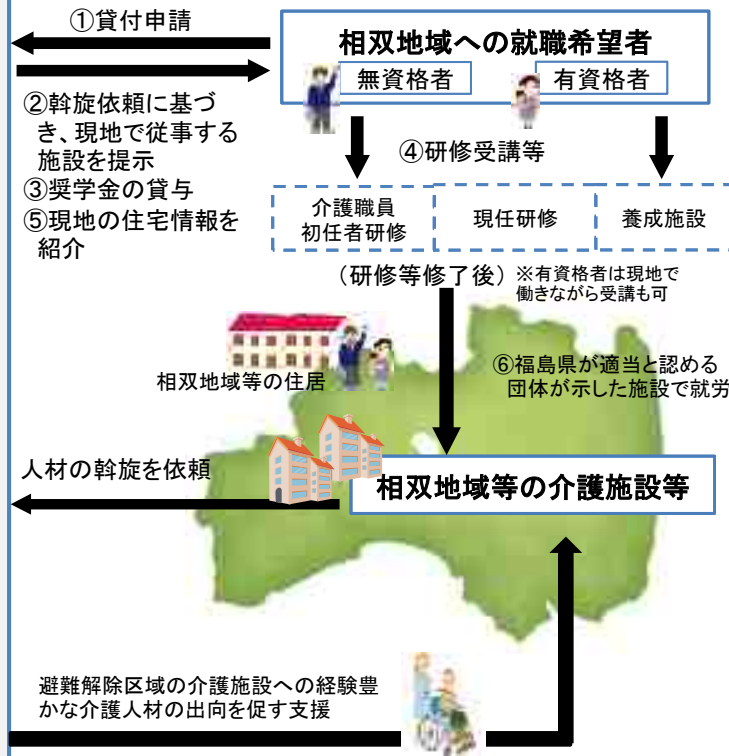 ①貸付申請
相双地域への就職希望者
無資格者
有資格者
②幹旋依頼に基づ
き、現地で従事する
施設を提示
③奨学金の貸与
⑤現地の住宅情報を
紹介
④研修受講等
介護職員
初任者研修
現任研修
養成施設
(研修等修了後)
※有資格者は現地で
働きながら受講も可
相双地域等の住居
⑥福島県が適当と認める
団体が示した施設で就労
人材の斡旋を依頼
相双地域等の介護施設等
避難解除区域の介護施設への経験豊
かな介護人材の出向を促す支援